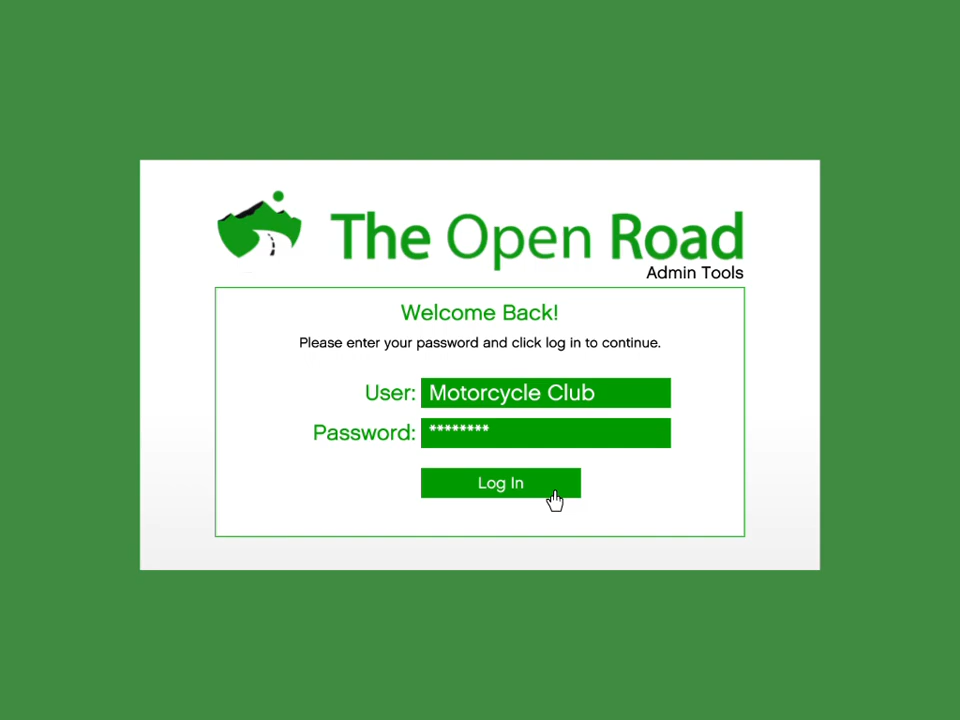 The Open Road
Admin Tools
Welcome Back!
Please enter your password and click log in to continue.
User: Motorcycle Club
Password: ********
Log In